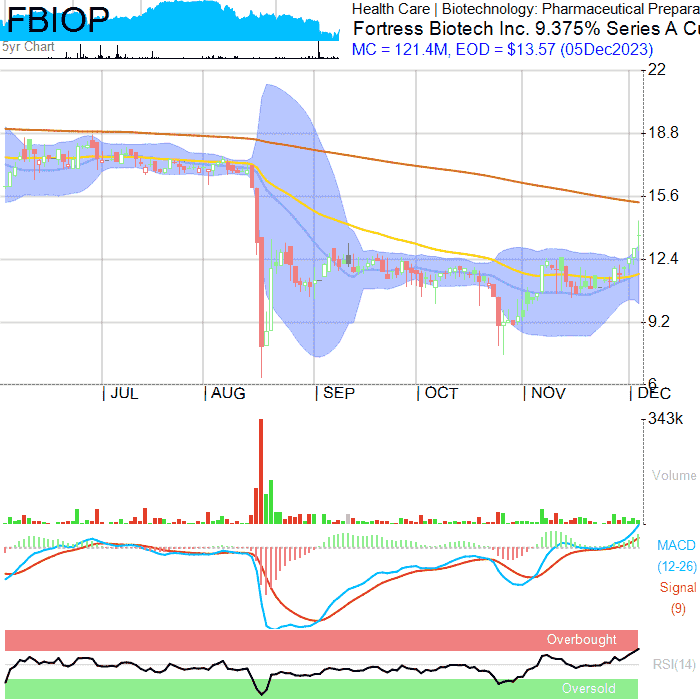 FBIOP
5yr Chart
Health Care | Biotechnology: Pharmaceutical Prepara
Fortress Biotech Inc. 9.375% Series A Cu
MC = 121.4M, EOD = $13.57 (05Dec2023)
22
18.8
15.6
12.4
9.2
6
| JUL
| AUG
| SEP
| OCT
| NOV
| DEC
343k
Volume
MACD
(12-26)
Signal
(9)
Overbought
RSI(14)
Oversold